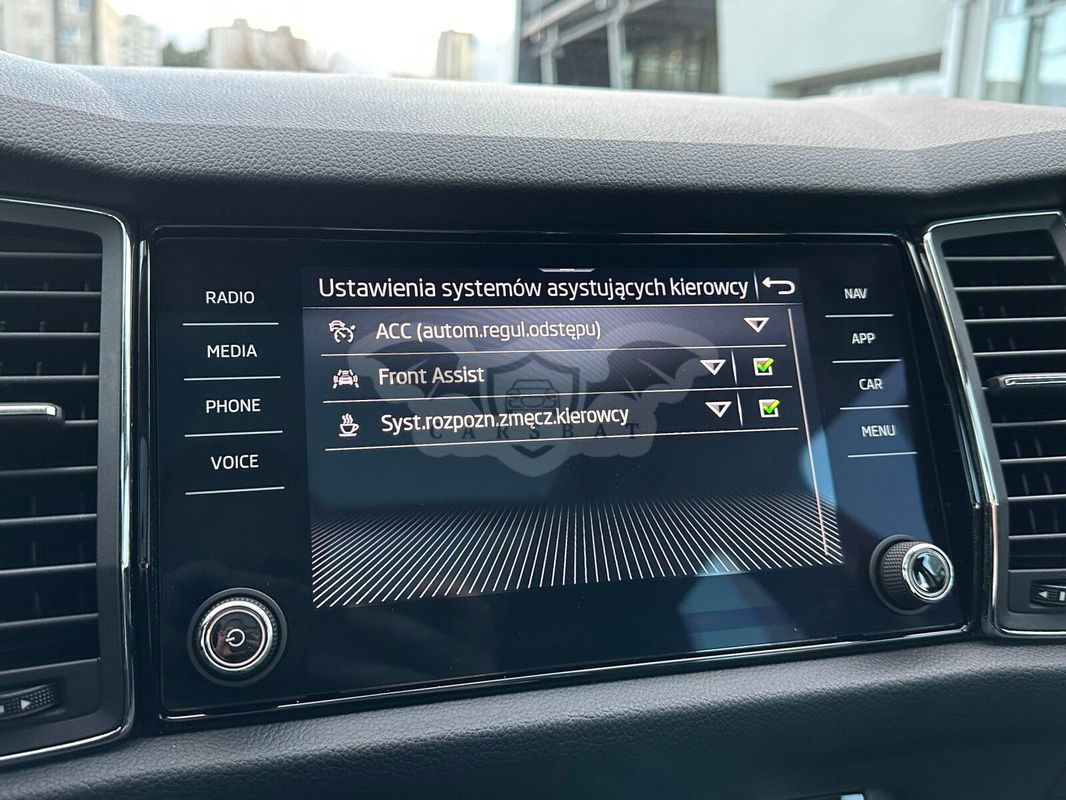 RADIO
MEDIA
PHONE
VOICE
Ustawienia systemów asystujących kierowcy
ACC (autom.regul.odstępu)
Front Assist
Syst.rozpozn.zmęcz.kierowcy
CARSBAT
NAV
APP
CAR
MENU